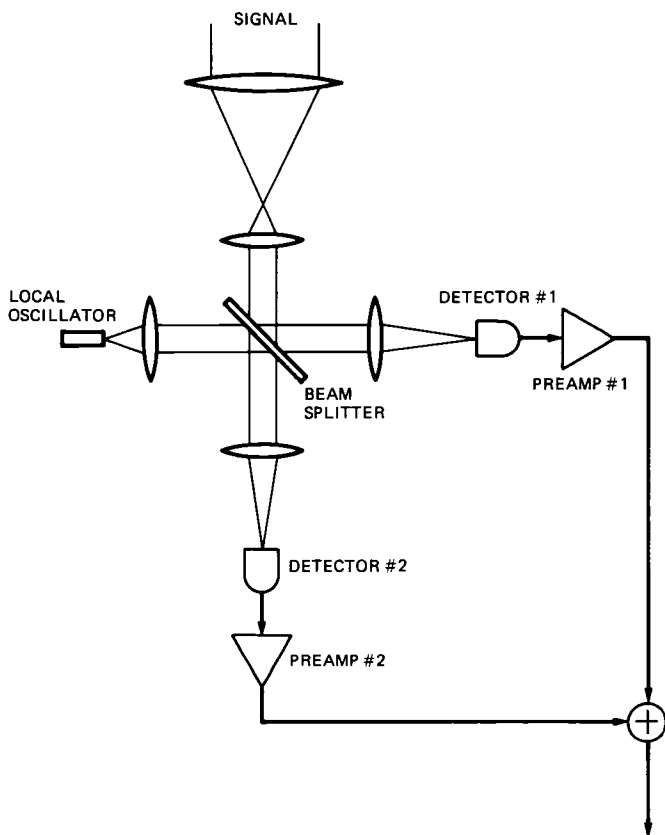 SIGNAL
LOCAL
OSCILLATOR
DETECTOR #1
PREAMP #1
BEAM
SPLITTER
DETECTOR #2
PREAMP #2
+